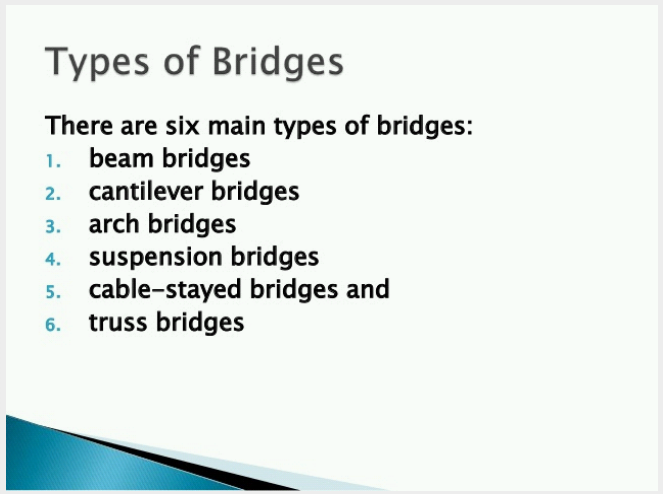 Types of Bridges
There are six main types of bridges:
1. beam bridges
2. cantilever bridges
3. arch bridges
4. suspension bridges
5. cable-stayed bridges and
6. truss bridges